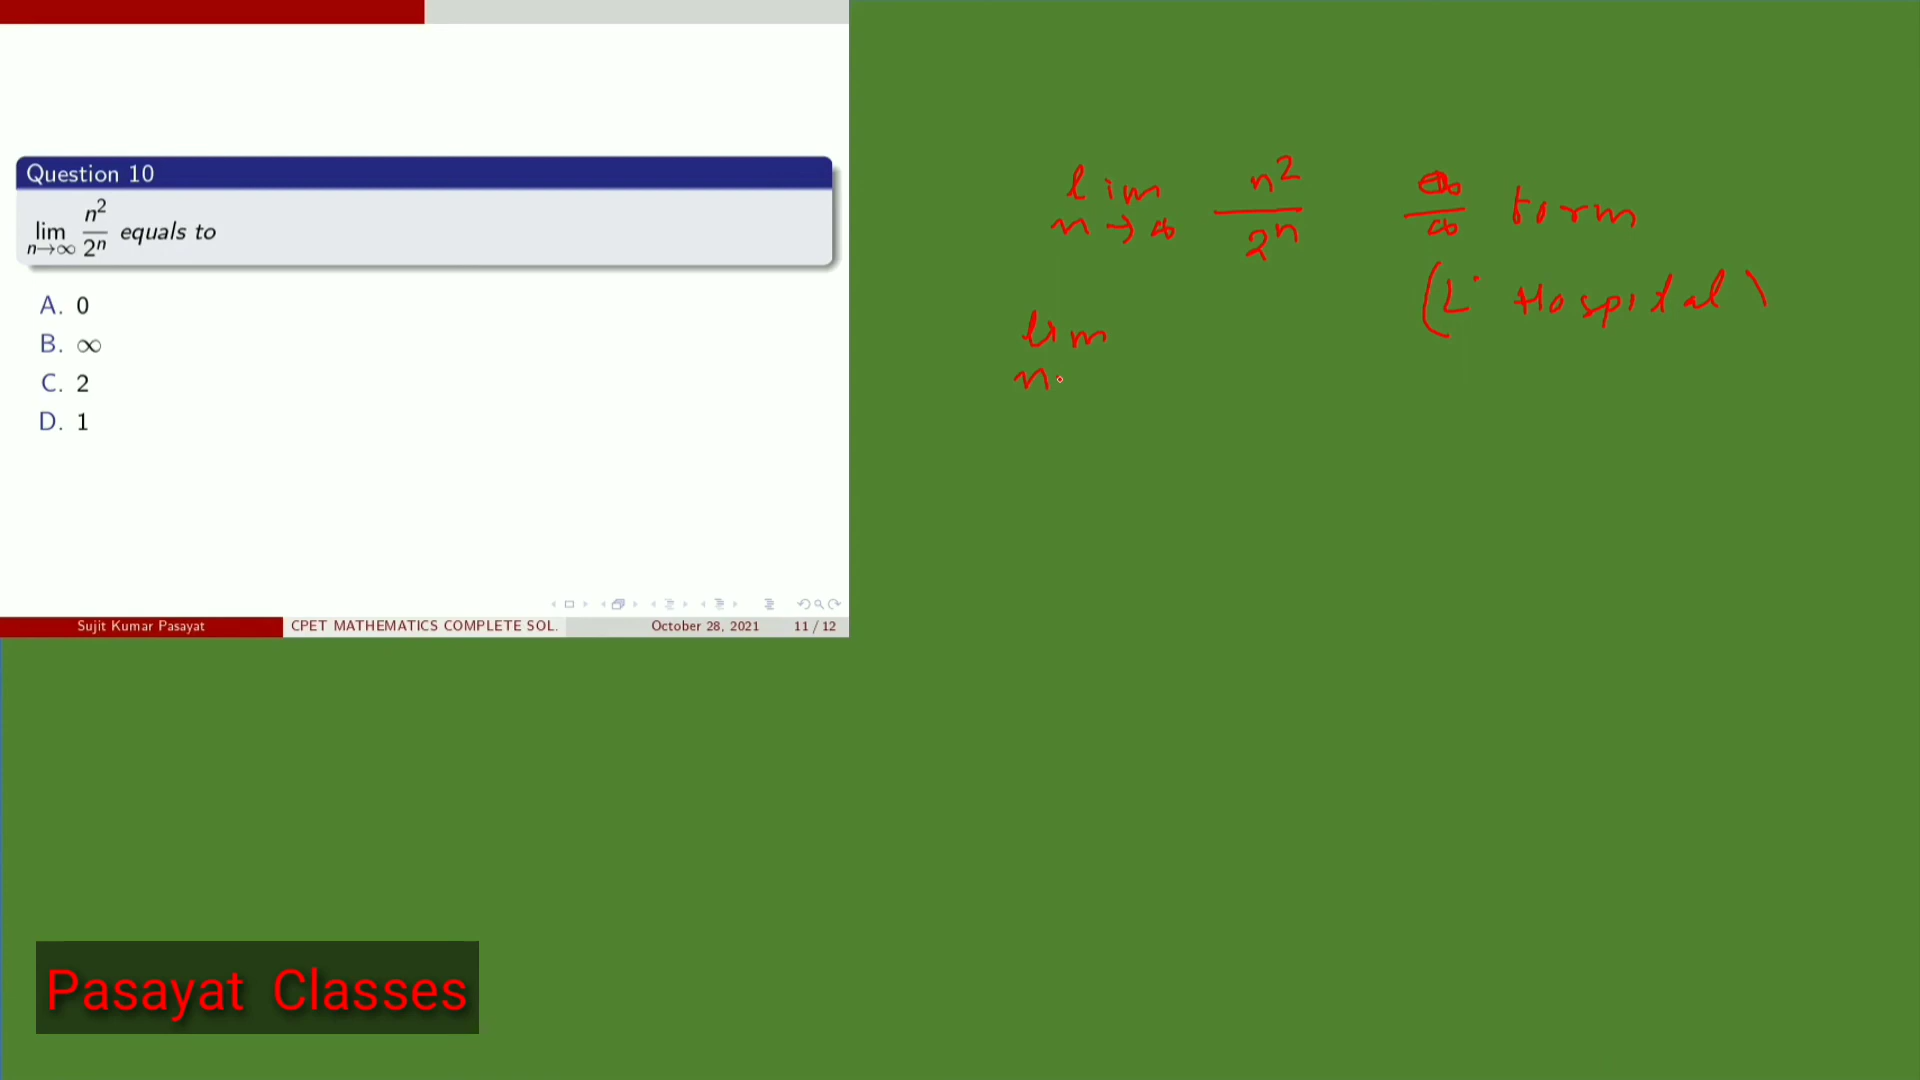 Question 10
lim n→∞ n²/2ⁿ equals to
A. 0
B. ∞
C. 2
D. 1
Sujit Kumar Pasayat CPET MATHEMATICS COMPLETE SOL. October 28, 2021 11 / 12
lim n→∞ n²/2ⁿ ∞/∞ form
(L' Hospital)
lim
n
Pasayat Classes